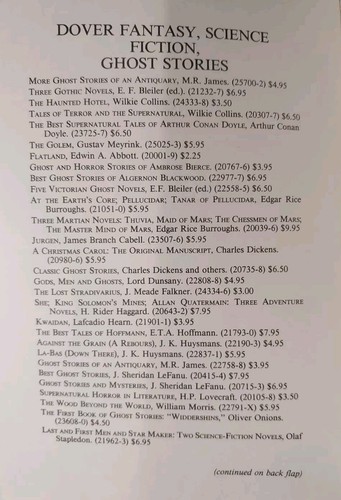 DOVER FANTASY, SCIENCE
FICTION,
GHOST STORIES
MORE GHOST STORIES OF AN ANTIQUARY, M.R. James. (25700-2) $4.95
THREE GOTHIC NOVELS, E. F. Bleiler (ed.). (21232-7) $6.95
THE HAUNTED HOTEL, Wilkie Collins. (24333-8) $3.50
TALES OF TERROR AND THE SUPERNATURAL, Wilkie Collins. (20307-7) $6.50
THE BEST SUPERNATURAL TALES OF ARTHUR CONAN DOYLE, Arthur Conan
Doyle. (23725-7) $6.50
THE GOLEM, Gustav Meyrink. (25025-3) $5.95
FLATLAND, Edwin A. Abbott. (20001-9) $2.25
GHOST AND HORROR STORIES OF AMBROSE BIERCE. (20767-6) $3.95
BEST GHOST STORIES OF ALGERNON BLACKWOOD. (22977-7) $6.95
FIVE VICTORIAN GHOST NOVELS, E.F. Bleiler (ed.) (22558-5) $6.50
AT THE EARTH'S CORE; PELLUCIDAR; TANAR OF PELLUCIDAR, Edgar Rice
Burroughs. (21051-0) $5.95
THREE MARTIAN NOVELS: THUVIA, MAID OF MARS; THE CHESSMEN OF MARS;
THE MASTER MIND OF MARS, Edgar Rice Burroughs. (20039-6) $9.95
JURGEN, James Branch Cabell. (23507-6) $5.95
A CHRISTMAS CAROL: THE ORIGINAL MANUSCRIPT, Charles Dickens.
(20980-6) $5.95
CLASSIC GHOST STORIES, Charles Dickens and others. (20735-8) $6.50
GODS, MEN AND GHOSTS, Lord Dunsany. (22808-8) $4.95
THE LOST STRADIVARIUS, J. Meade Falkner. (24334-6) $3.00
SHE; KING SOLOMON'S MINES; ALLAN QUATERMAIN: THREE ADVENTURE
NOVELS, H. Rider Haggard. (20643-2) $7.95
KWAIDAN, Lafcadio Hearn. (21901-1) $3.95
THE BEST TALES OF HOFFMANN, E.T.A. Hoffmann. (21793-0) $7.95
AGAINST THE GRAIN (A REBOURS), J. K. Huysmans. (22190-3) $4.95
LA-BAS (DOWN THERE), J. K. Huysmans. (22837-1) $5.95
GHOST STORIES OF AN ANTIQUARY, M.R. James. (22758-8) $3.95
BEST GHOST STORIES, J. Sheridan LeFanu. (20415-4) $7.95
GHOST STORIES AND MYSTERIES, J. Sheridan LeFanu. (20715-3) $6.95
SUPERNATURAL HORROR IN LITERATURE, H.P. Lovecraft. (20105-8) $3.50
THE WOOD BEYOND THE WORLD, William Morris. (22791-X) $5.95
THE FIRST BOOK OF GHOST STORIES: "WIDDERSHINS," Oliver Onions.
(23608-0) $4.50
LAST AND FIRST MEN AND STAR MAKER: TWO SCIENCE-FICTION NOVELS, Olaf
Stapledon. (21962-3) $6.95
(continued on back flap)